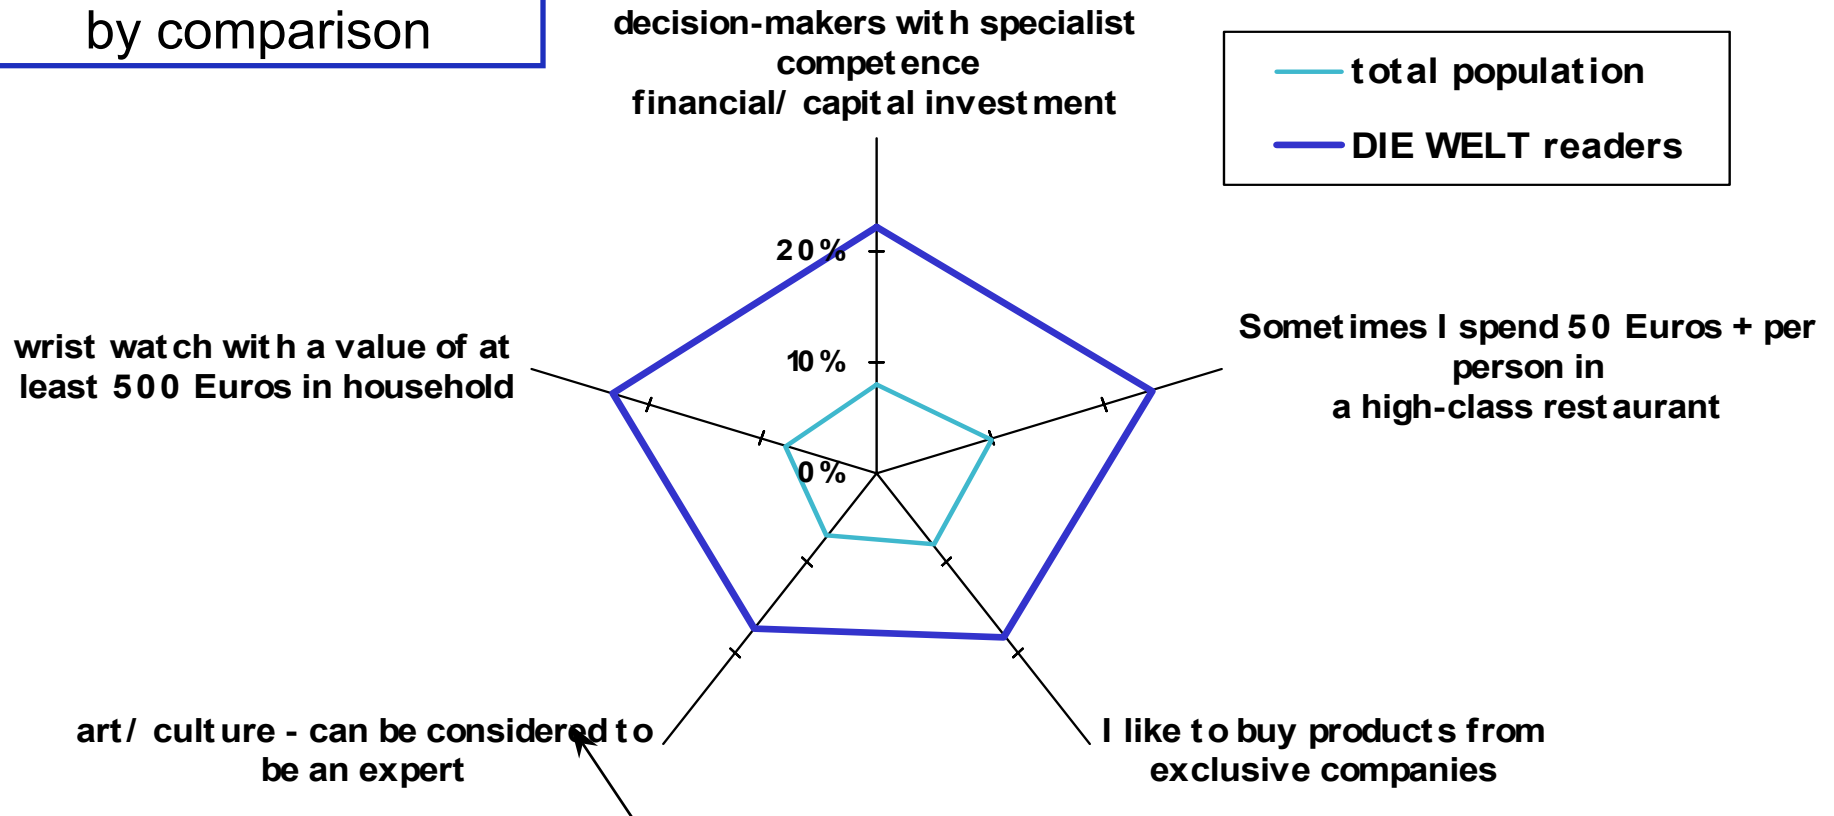 by comparison
decision-makers with specialist
competence
financial/ capital investment
total population
DIE WELT readers
20%
10%
0%
wrist watch with a value of at
least 500 Euros in household
Sometimes I spend 50 Euros + per
person in
a high-class restaurant
art/ culture - can be considered to
be an expert
I like to buy products from
exclusive companies